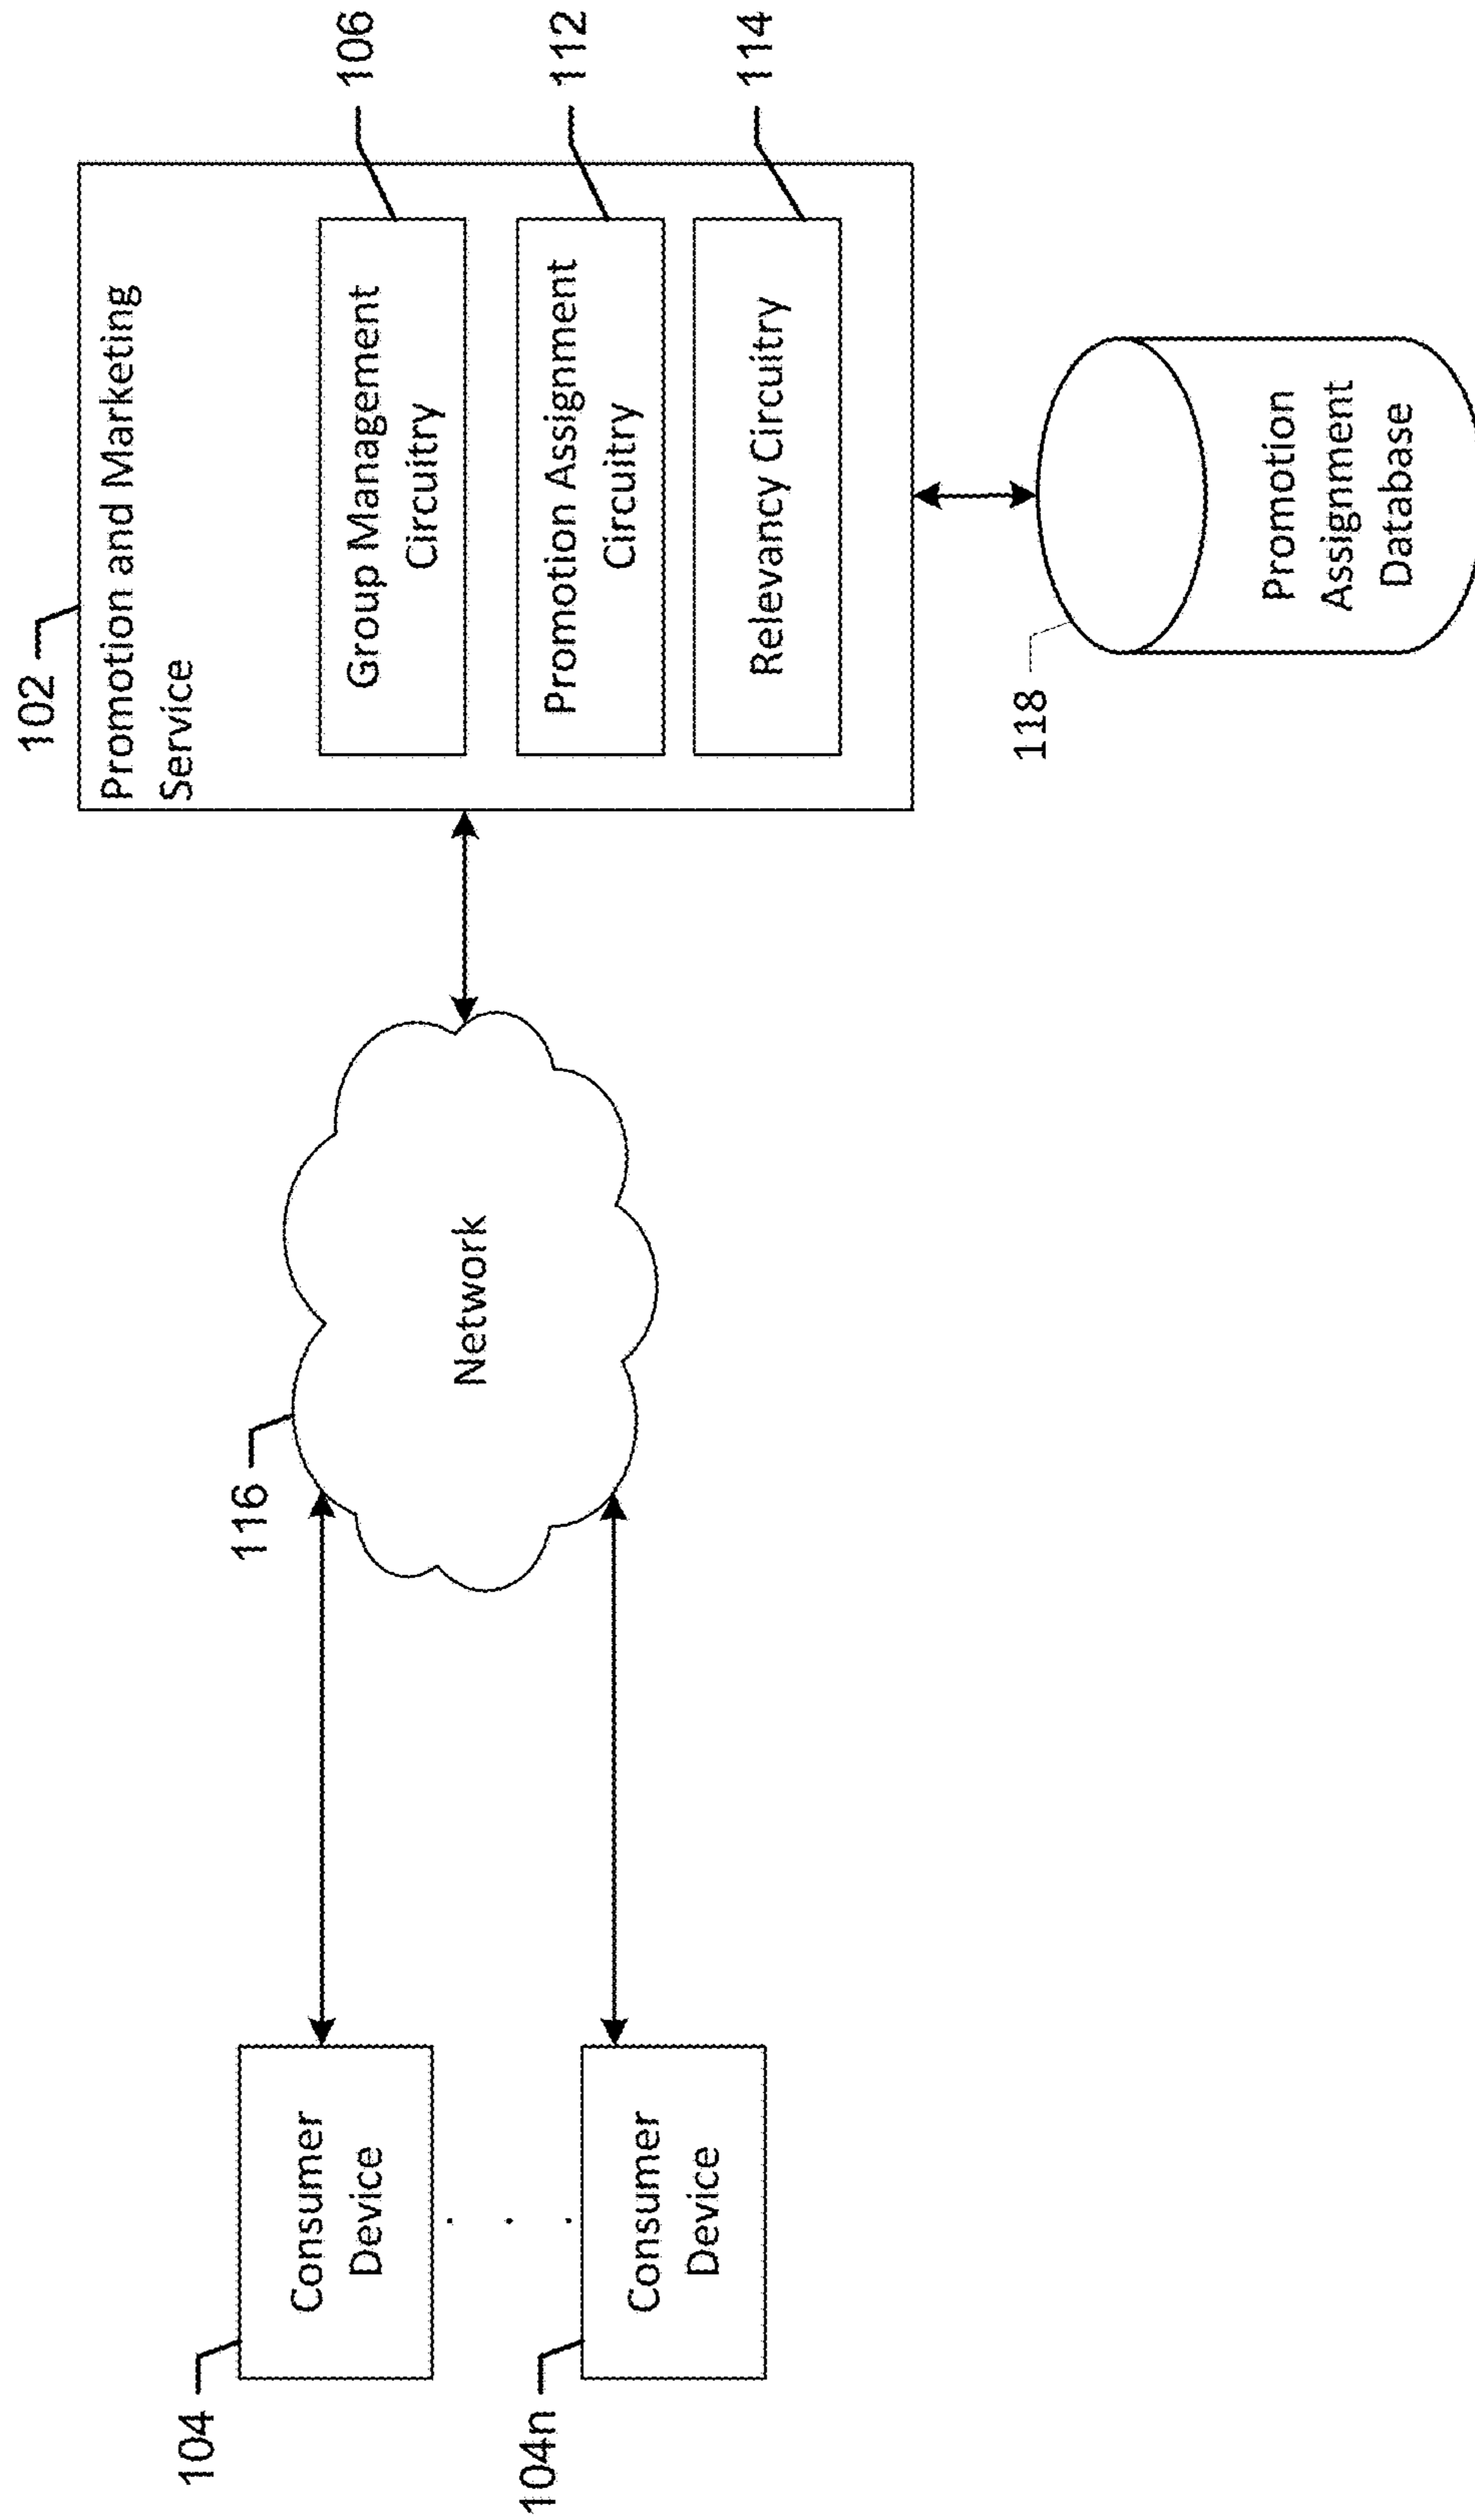 102
Promotion and Marketing
Service
106
Group Management
Circuitry
112
Promotion Assignment
Circuitry
114
Relevancy Circuitry
116
Network
104
Consumer
Device
. . .
104n
Consumer
Device
118
Promotion
Assignment
Database